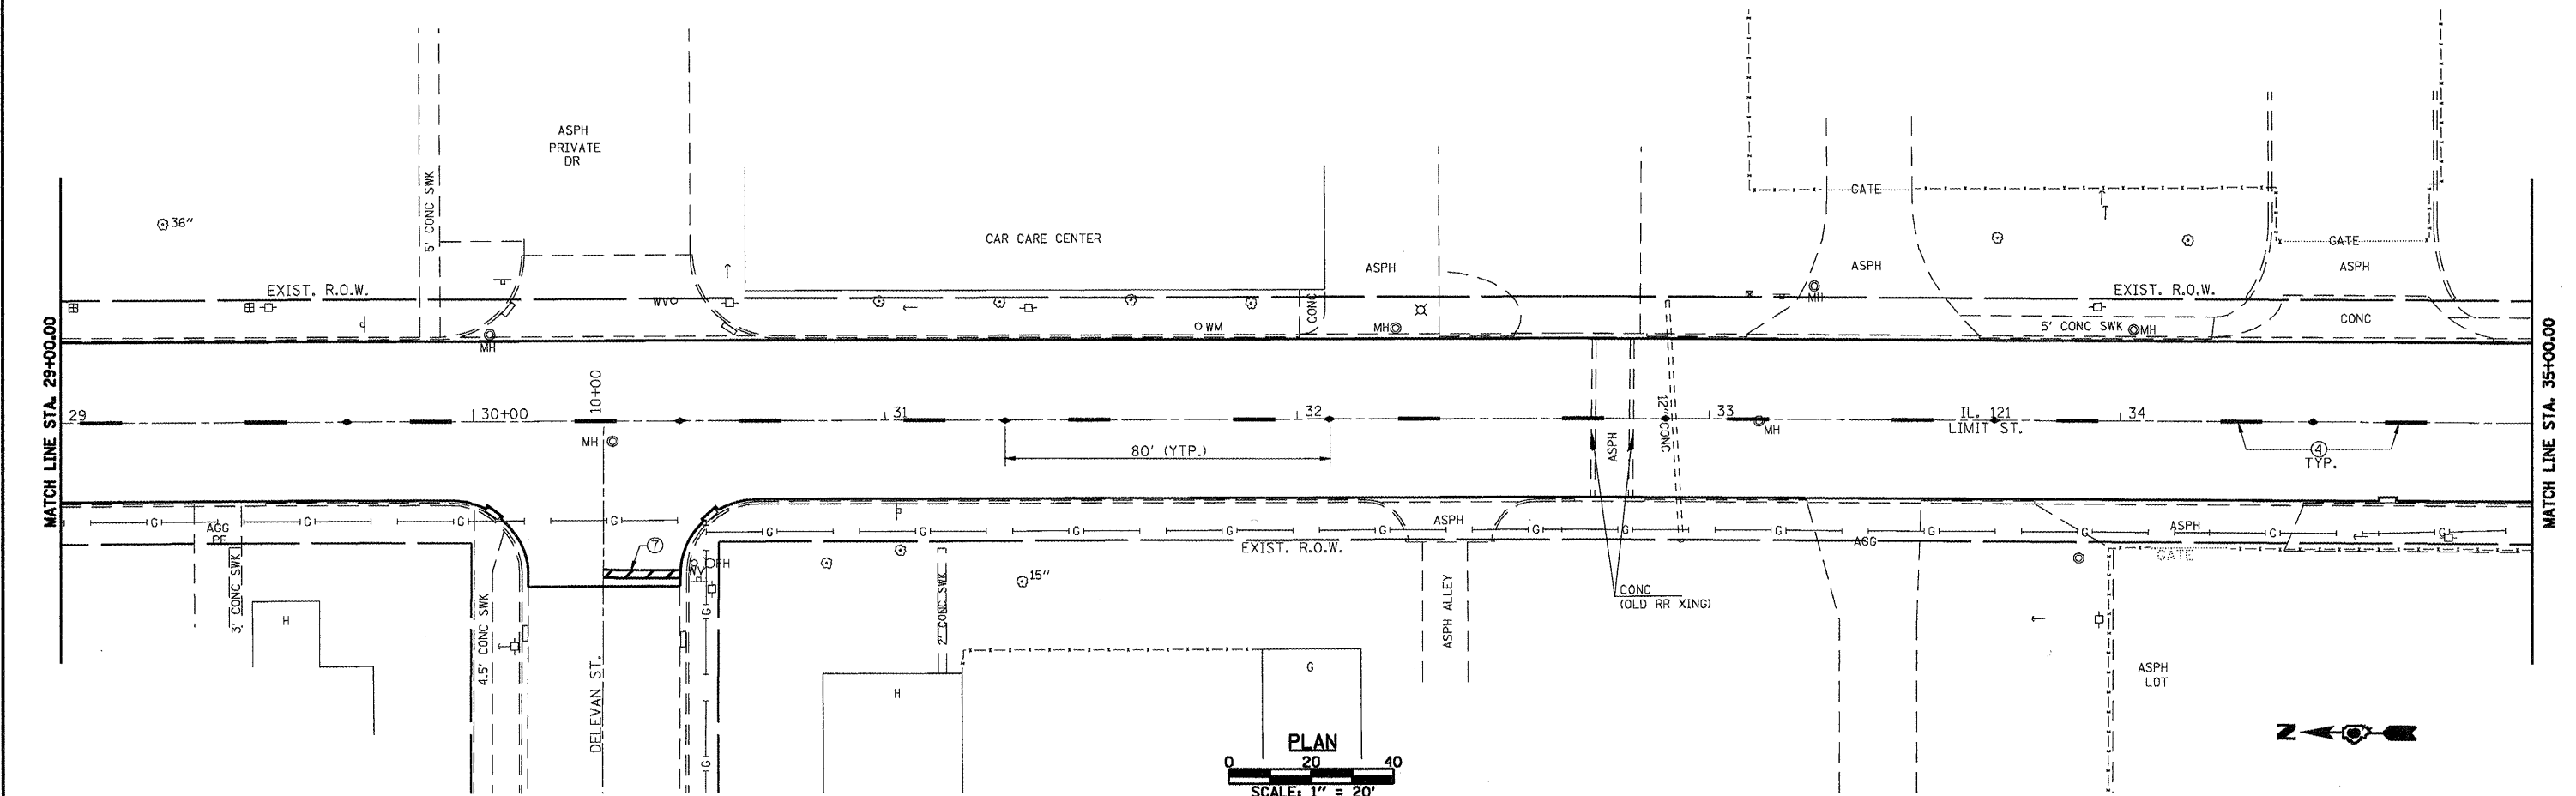 ASPH
PRIVATE
DR
5' CONC SWK
36"
EXIST. R.O.W.
WV
MH
CAR CARE CENTER
WM
CONC
MH
ASPH
GATE
ASPH
MH
EXIST. R.O.W.
5' CONC SWK
MH
GATE
ASPH
CONC
MATCH LINE STA. 29+00.00
MATCH LINE STA. 35+00.00
29
30+00
10+00
31
32
33
34
MH
80' (YTP.)
ASPH
12" CONC
MH
IL. 121
LIMIT ST.
4
TYP.
G G G G G G G G G G G G G G G G
AGG
PE
3' CONC SWK
H
4.5' CONC SWK
DELEVAN ST.
7
WV
FH
G
G
G
2' CONC SWK
H
15"
EXIST. R.O.W.
G
ASPH
ASPH ALLEY
CONC
(OLD RR XING)
AGG
ASPH
GATE
ASPH
LOT
N
PLAN
0 20 40
SCALE: 1" = 20'